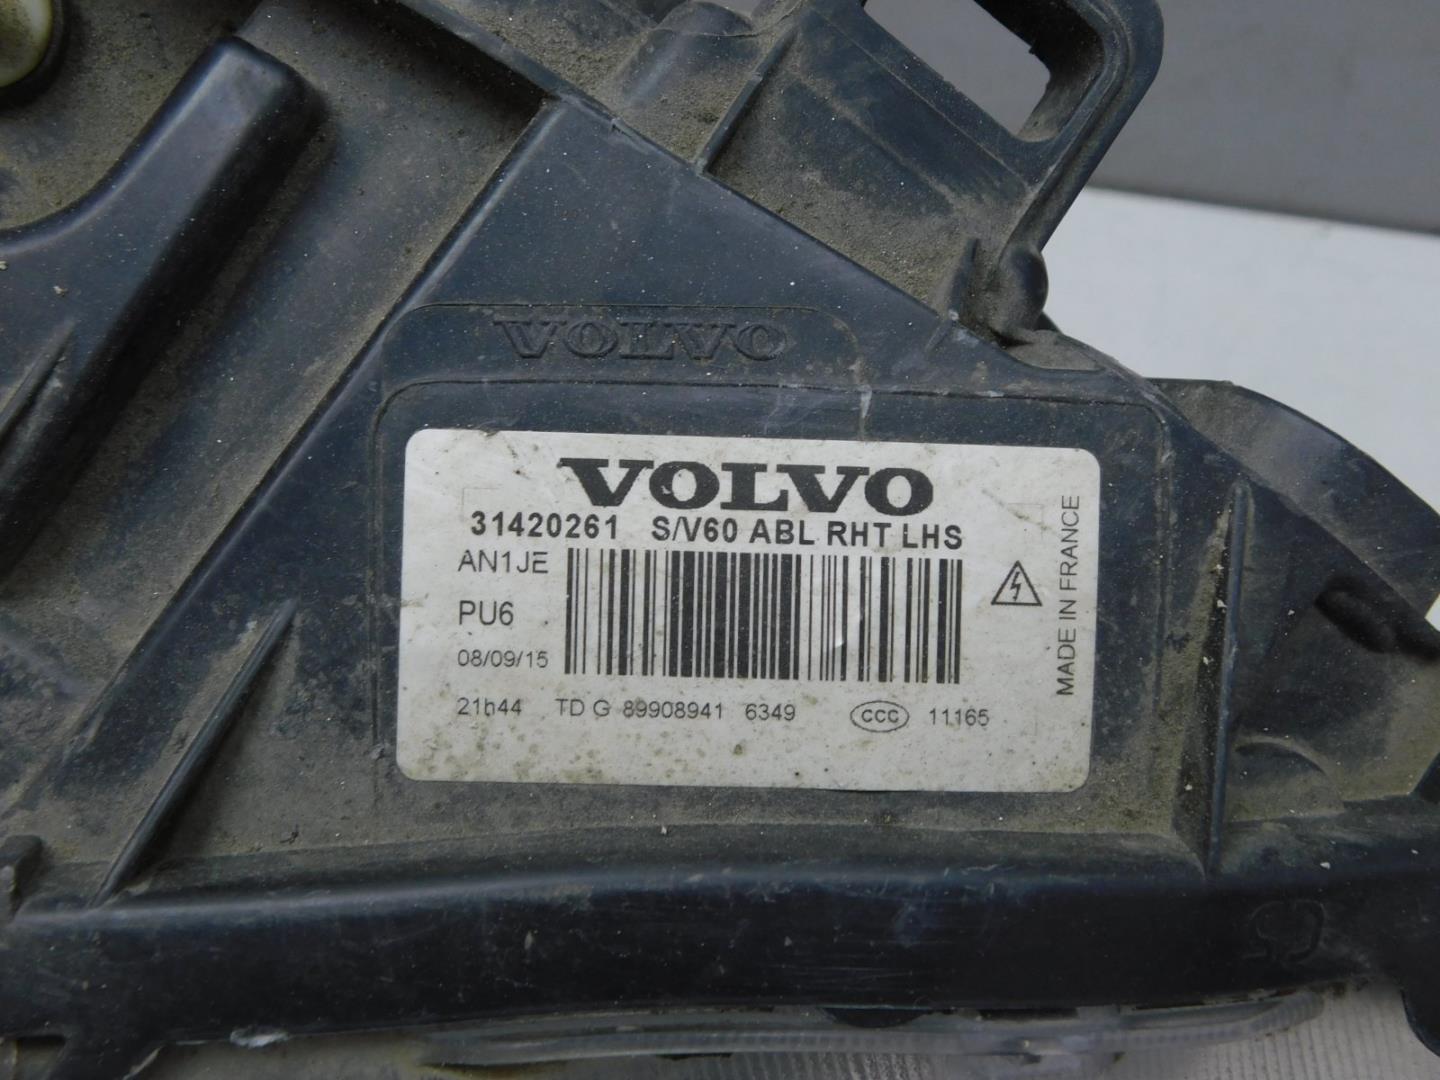 VOLVO
VOLVO
31420261 S/V60 ABL RHT LHS
AN1JE
PU6
08/09/15
21h44 TD G 89908941 6349 CCC 11165
MADE IN FRANCE